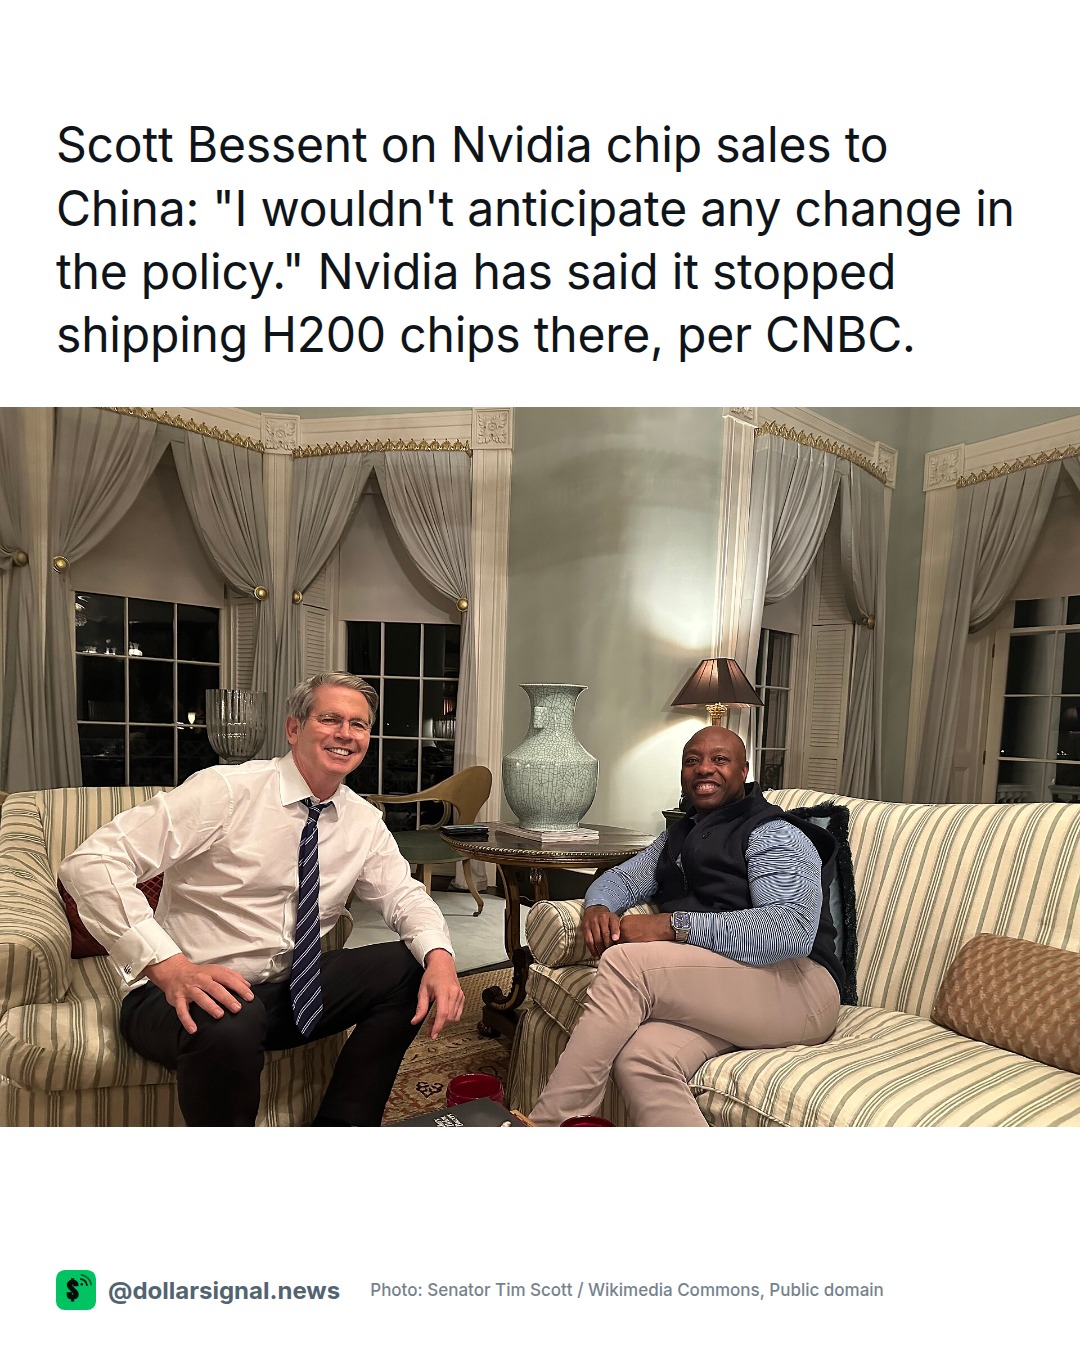 Scott Bessent on Nvidia chip sales to
China: "I wouldn't anticipate any change in
the policy." Nvidia has said it stopped
shipping H200 chips there, per CNBC.
$
@dollarsignal.news
Photo: Senator Tim Scott / Wikimedia Commons, Public domain